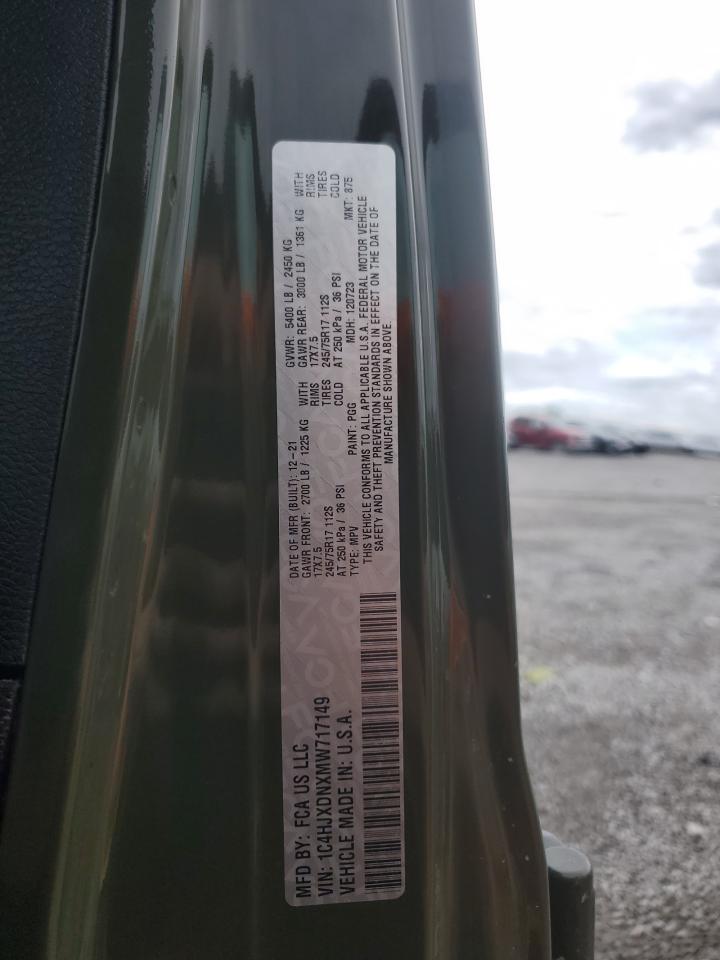 MFD BY: FCA US LLC
VIN: 1C4HJXDNXMW717149
VEHICLE MADE IN: U.S.A.
DATE OF MFR (BUILT): 12-21
GVWR: 5400 LB / 2450 KG
GAWR FRONT: 2700 LB / 1225 KG WITH
GAWR REAR: 3000 LB / 1361 KG WITH
17X7.5 RIMS
17X7.5 RIMS
245/75R17 112S TIRES
245/75R17 112S TIRES
AT 250 kPa / 36 PSI COLD
AT 250 kPa / 36 PSI COLD
TYPE: MPV PAINT: PGG MDH: 120723 MKT: 875
THIS VEHICLE CONFORMS TO ALL APPLICABLE U.S.A. FEDERAL MOTOR VEHICLE
SAFETY AND THEFT PREVENTION STANDARDS IN EFFECT ON THE DATE OF
MANUFACTURE SHOWN ABOVE.